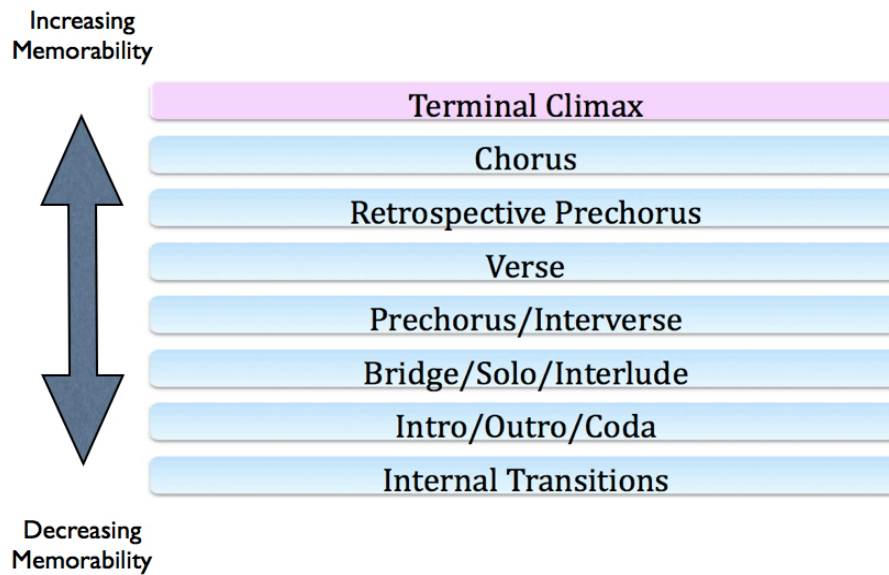 Increasing
Memorability
Terminal Climax
Chorus
Retrospective Prechorus
Verse
Prechorus/Interverse
Bridge/Solo/Interlude
Intro/Outro/Coda
Internal Transitions
Decreasing
Memorability